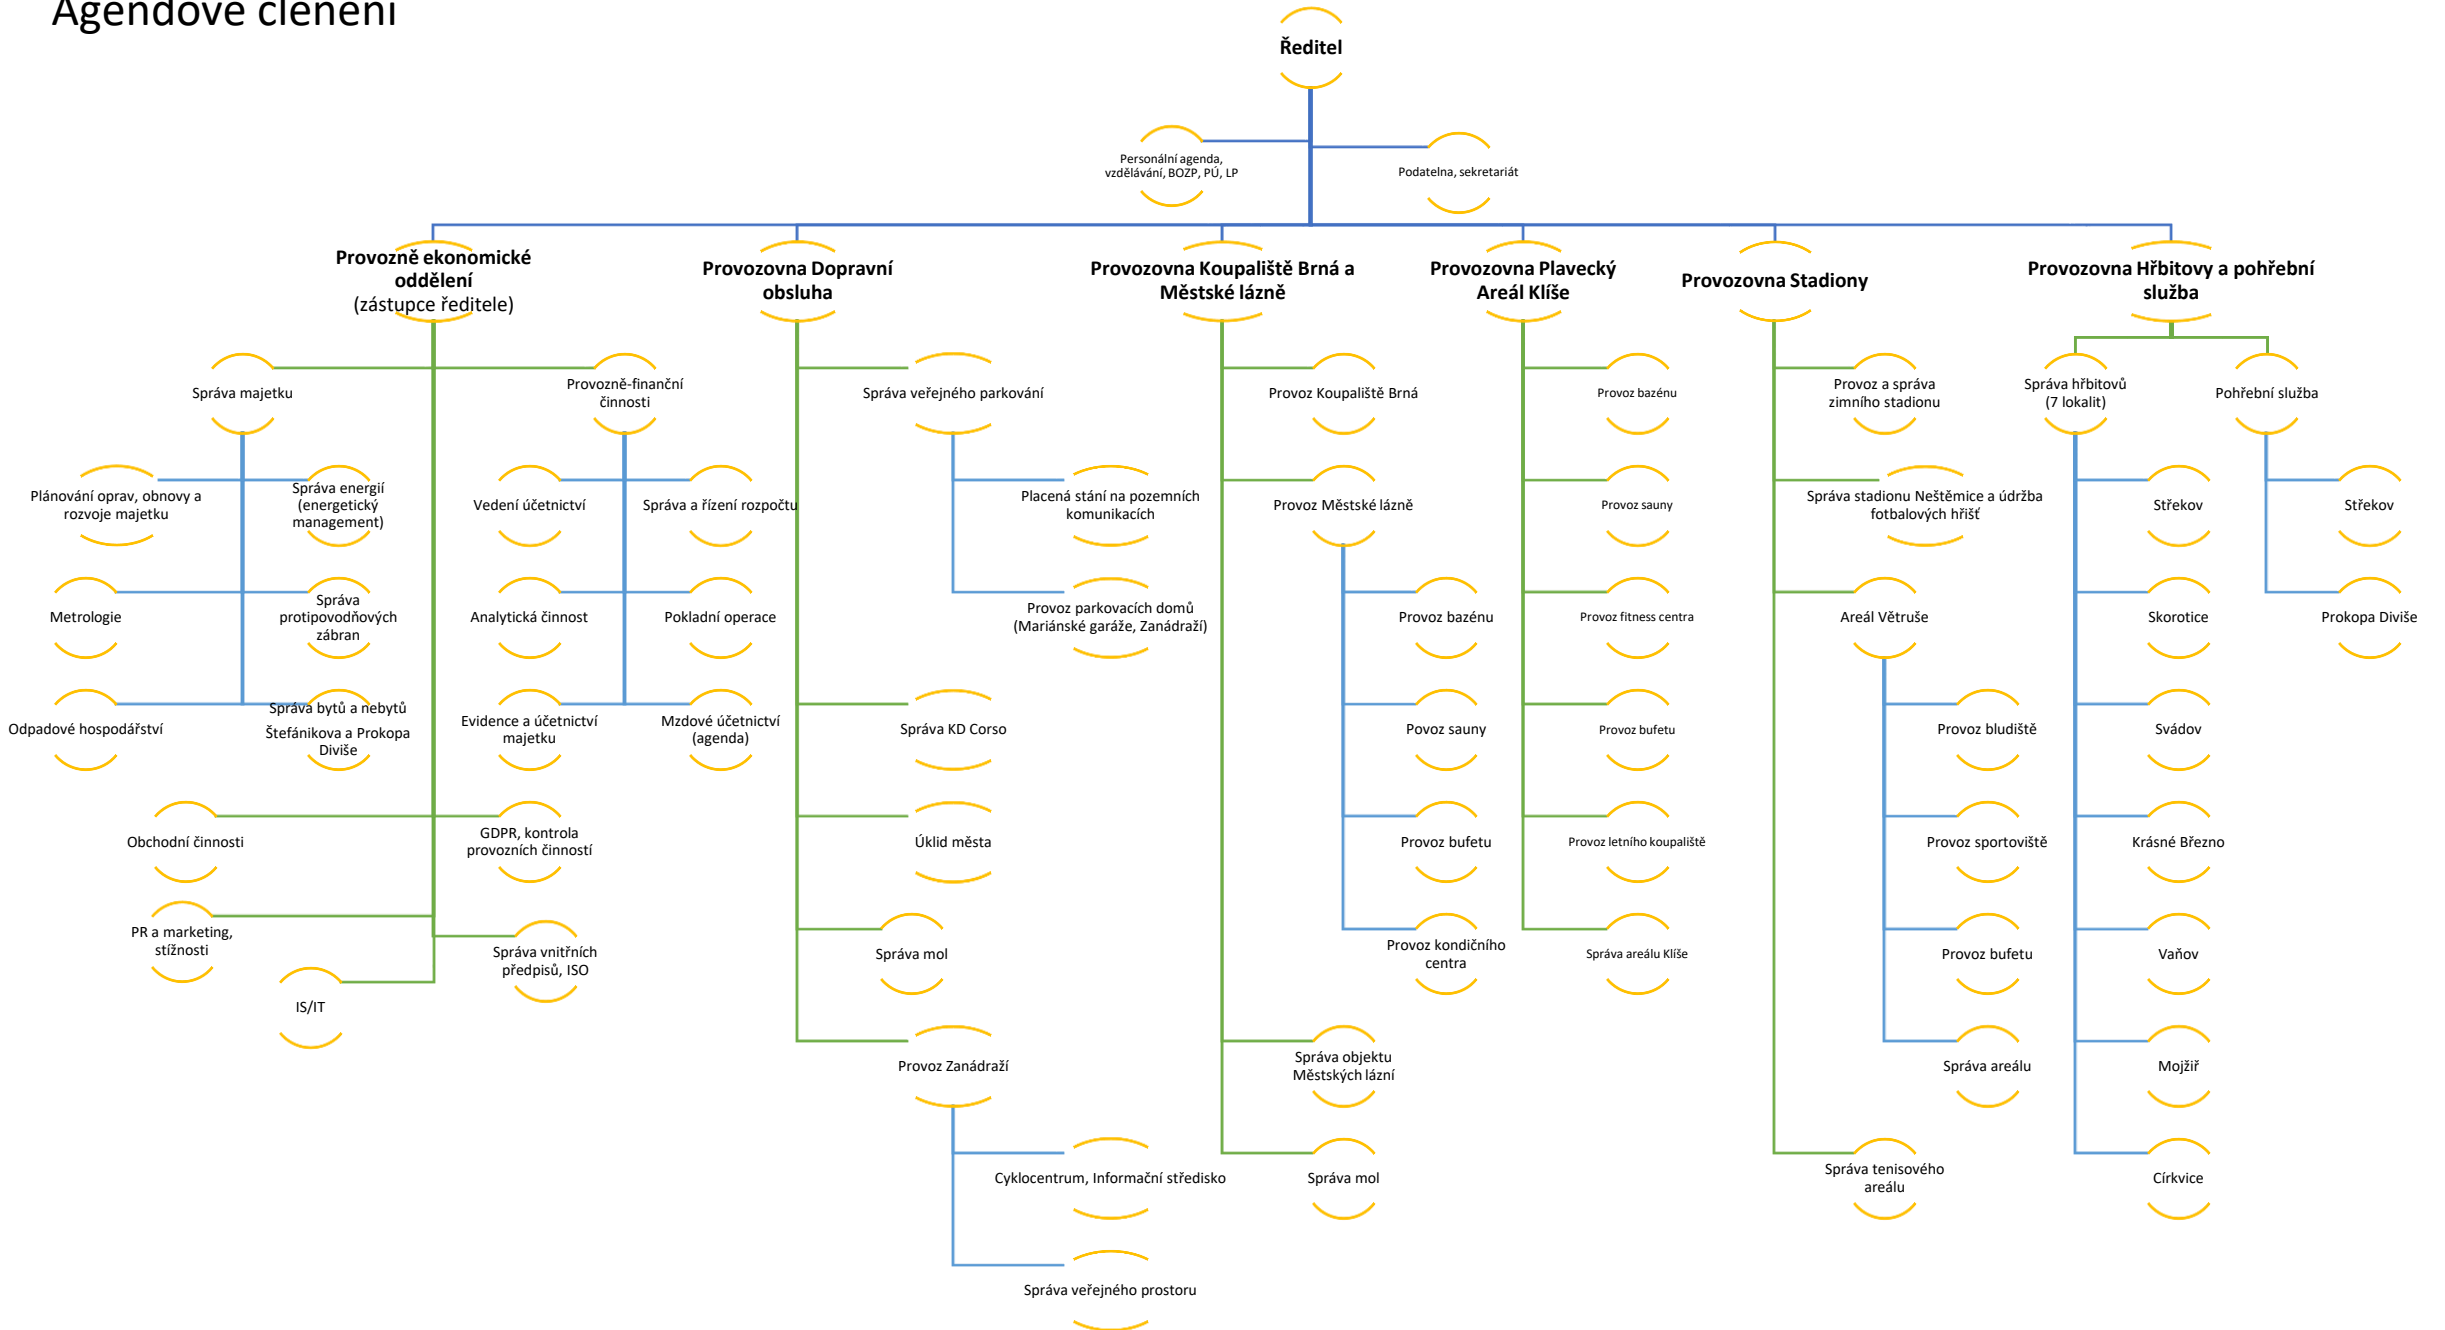 Agendové členění
Ředitel
Personální agenda,
vzdělávání, BOZP, PÚ, LP
Podatelna, sekretariát
Provozně ekonomické
oddělení
(zástupce ředitele)
Správa majetku
Plánování oprav, obnovy a
rozvoje majetku
Správa energií
(energetický
management)
Metrologie
Správa
protipovodňových
zábran
Odpadové hospodářství
Správa bytů a nebytů
Štefánikova a Prokopa
Diviše
Provozně-finanční
činnosti
Vedení účetnictví
Správa a řízení rozpočtu
Analytická činnost
Pokladní operace
Evidence a účetnictví
majetku
Mzdové účetnictví
(agenda)
Obchodní činnosti
GDPR, kontrola
provozních činností
PR a marketing,
stížnosti
Správa vnitřních
předpisů, ISO
IS/IT
Provozovna Dopravní
obsluha
Správa veřejného parkování
Placená stání na pozemních
komunikacích
Provoz parkovacích domů
(Mariánské garáže, Zanádraží)
Správa KD Corso
Úklid města
Správa mol
Provoz Zanádraží
Cyklocentrum, Informační středisko
Správa veřejného prostoru
Provozovna Koupaliště Brná a
Městské lázně
Provoz Koupaliště Brná
Provoz Městské lázně
Provoz bazénu
Povoz sauny
Provoz bufetu
Provoz kondičního
centra
Správa objektu
Městských lázní
Správa mol
Provozovna Plavecký
Areál Klíše
Provoz bazénu
Provoz sauny
Provoz fitness centra
Provoz bufetu
Provoz letního koupaliště
Správa areálu Klíše
Provozovna Stadiony
Provoz a správa
zimního stadionu
Správa stadionu Neštěmice a údržba
fotbalových hřišť
Areál Větruše
Provoz bludiště
Provoz sportoviště
Provoz bufetu
Správa areálu
Správa tenisového
areálu
Provozovna Hřbitovy a pohřební
služba
Správa hřbitovů
(7 lokalit)
Střekov
Skorotice
Svádov
Krásné Březno
Vaňov
Mojžiř
Církvice
Pohřební služba
Střekov
Prokopa Diviše